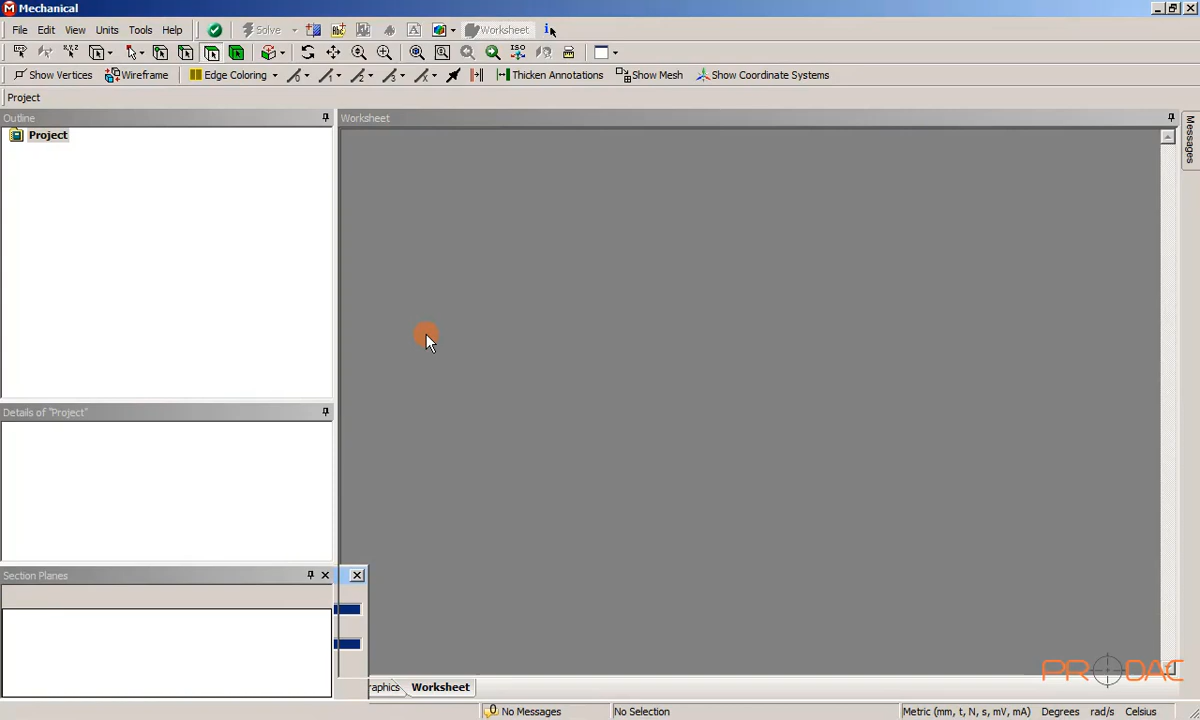 Mechanical
File Edit View Units Tools Help Solve Worksheet
Show Vertices Wireframe Edge Coloring Thicken Annotations Show Mesh Show Coordinate Systems
Project
Outline
Project
Worksheet
Messages
Details of "Project"
Section Planes
raphics Worksheet
0 No Messages No Selection Metric (mm, t, N, s, mV, mA) Degrees rad/s Celsius
PRODAC